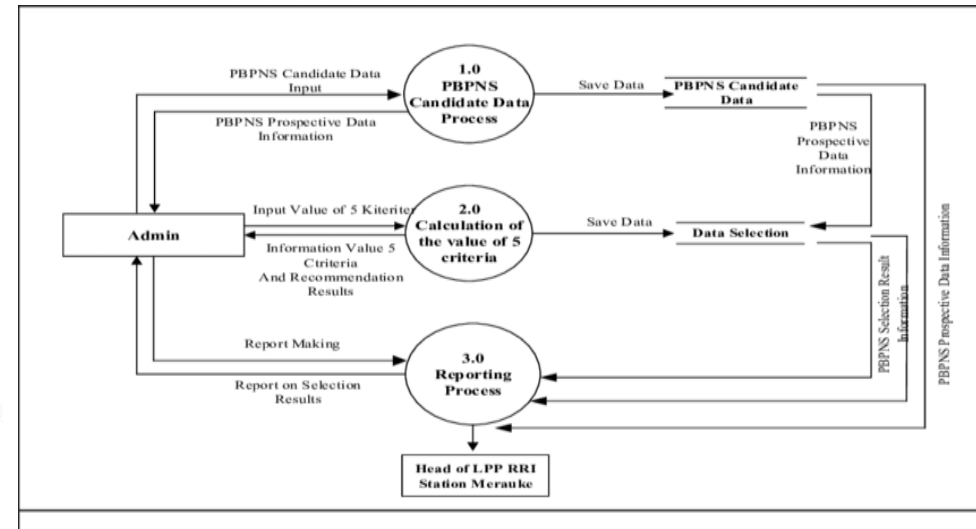 PBPNS Candidate Data
Input
1.0
PBPNS
Candidate Data
Process
Save Data
PBPNS Candidate
Data
PBPNS Prospective Data
Information
PBPNS
Prospective
Data
Information
Admin
Input Value of 5 Kiteriter
2.0
Calculation of
the value of 5
criteria
Save Data
Data Selection
Information Value 5
Ctriteria
And Recommendation
Results
PBPNS Selection Result
Information
PBPNS Prospective Data Information
Report Making
3.0
Reporting
Process
Report on Selection
Results
Head of LPP RRI
Station Merauke